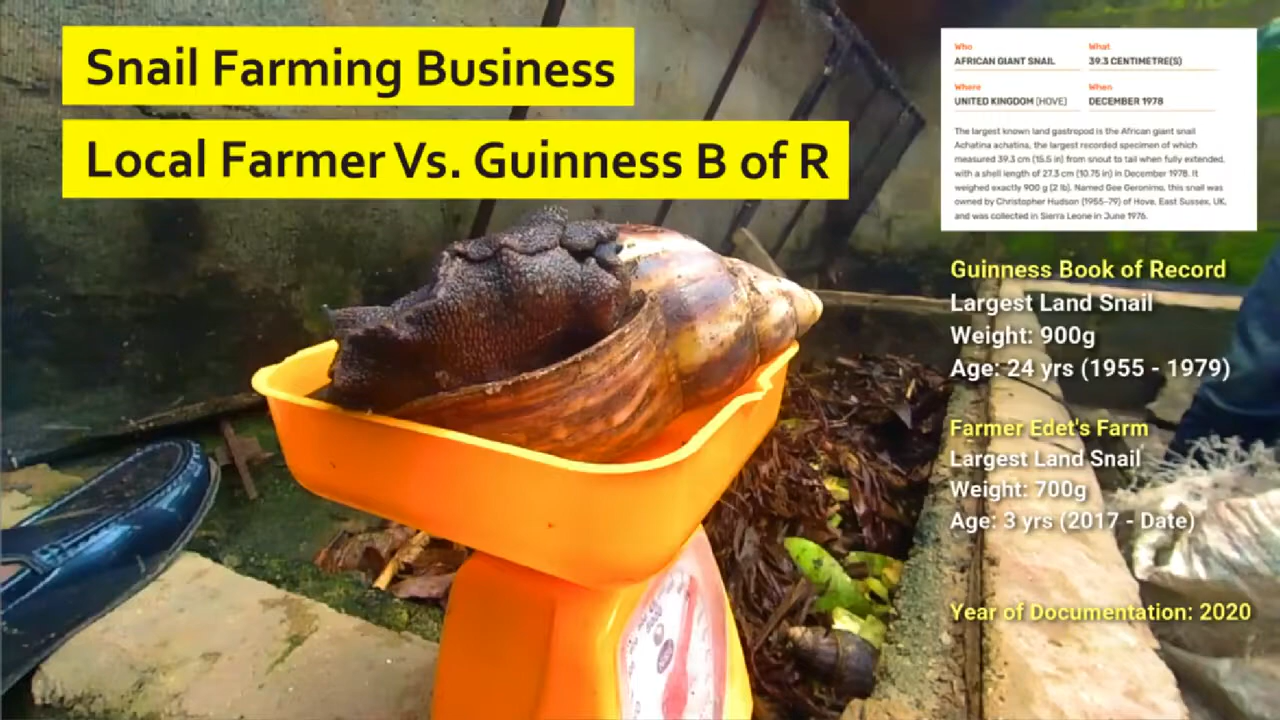 Snail Farming Business
Local Farmer Vs. Guinness B of R
Who
What
AFRICAN GIANT SNAIL
39.3 CENTIMETRE(S)
Where
When
UNITED KINGDOM (HOVE)
DECEMBER 1978
The largest known land gastropod is the African giant snail
Achatina achatina, the largest recorded specimen of which
measured 39.3 cm (15.5 in) from snout to tail when fully extended,
with a shell length of 27.3 cm (10.75 in) in December 1978. It
weighed exactly 900 g (2 lb). Named Gee Geronimo, this snail was
owned by Christopher Hudson (1955–79) of Hove, East Sussex, UK,
and was collected in Sierra Leone in June 1976.
Guinness Book of Record
Largest Land Snail
Weight: 900g
Age: 24 yrs (1955 - 1979)
Farmer Edet's Farm
Largest Land Snail
Weight: 700g
Age: 3 yrs (2017 - Date)
Year of Documentation: 2020